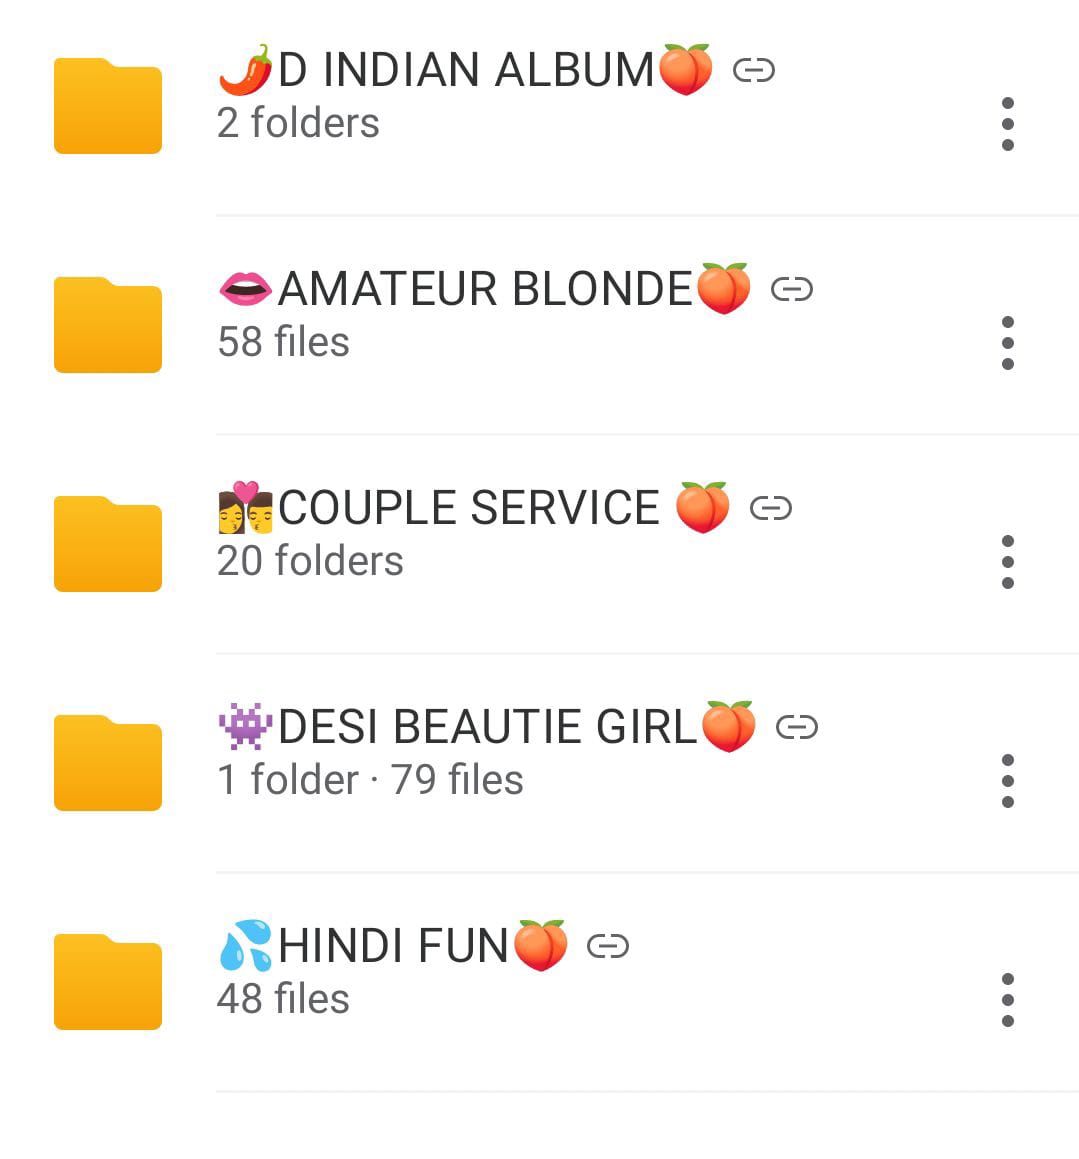 🌶️D INDIAN ALBUM🍑
2 folders
👄AMATEUR BLONDE🍑
58 files
👩‍❤️‍💋‍👨COUPLE SERVICE 🍑
20 folders
👾DESI BEAUTIE GIRL🍑
1 folder · 79 files
💦HINDI FUN🍑
48 files